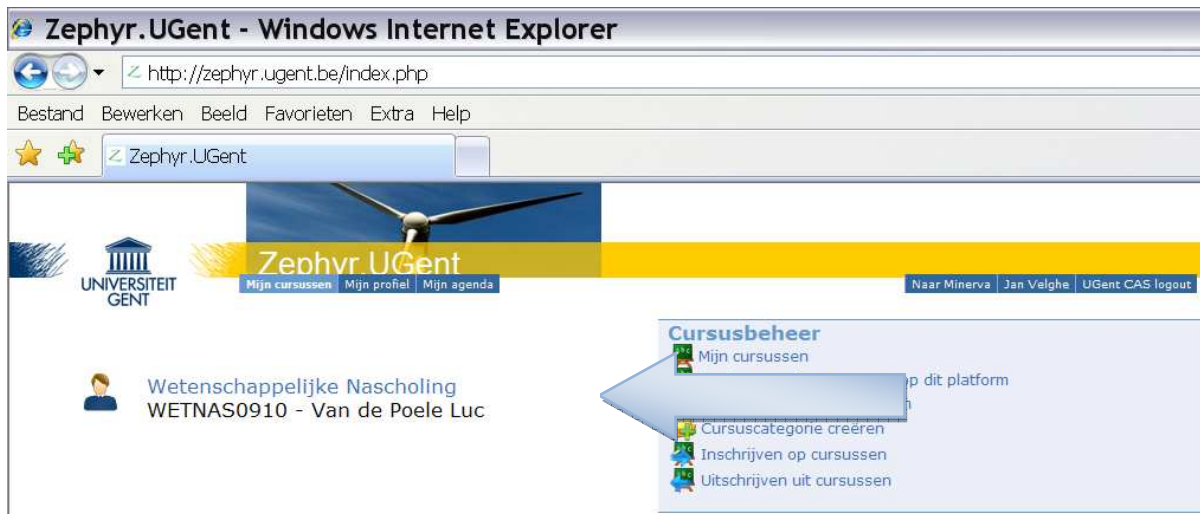 Zephyr.UGent - Windows Internet Explorer
http://zephyr.ugent.be/index.php
Bestand Bewerken Beeld Favorieten Extra Help
Zephyr.UGent
Zephyr.UGent
UNIVERSITEIT
GENT
Mijn cursussen Mijn profiel Mijn agenda
Naar Minerva Jan Velghe UGent CAS logout
Wetenschappelijke Nascholing
WETNAS0910 - Van de Poele Luc
Cursusbeheer
Mijn cursussen
op dit platform
Cursuscategorie creëren
Inschrijven op cursussen
Uitschrijven uit cursussen